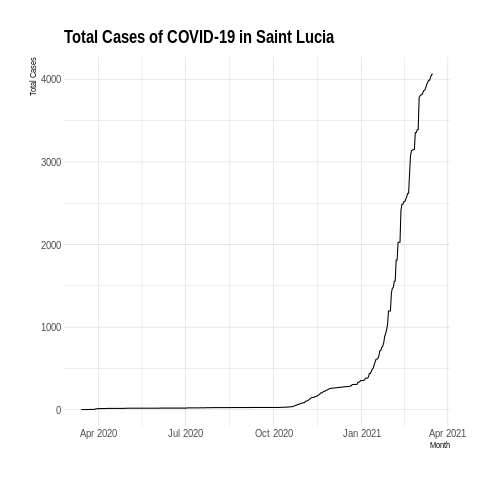 Total Cases of COVID-19 in Saint Lucia
Total Cases
4000
3000
2000
1000
0
Apr 2020 Jul 2020 Oct 2020 Jan 2021 Apr 2021
Month